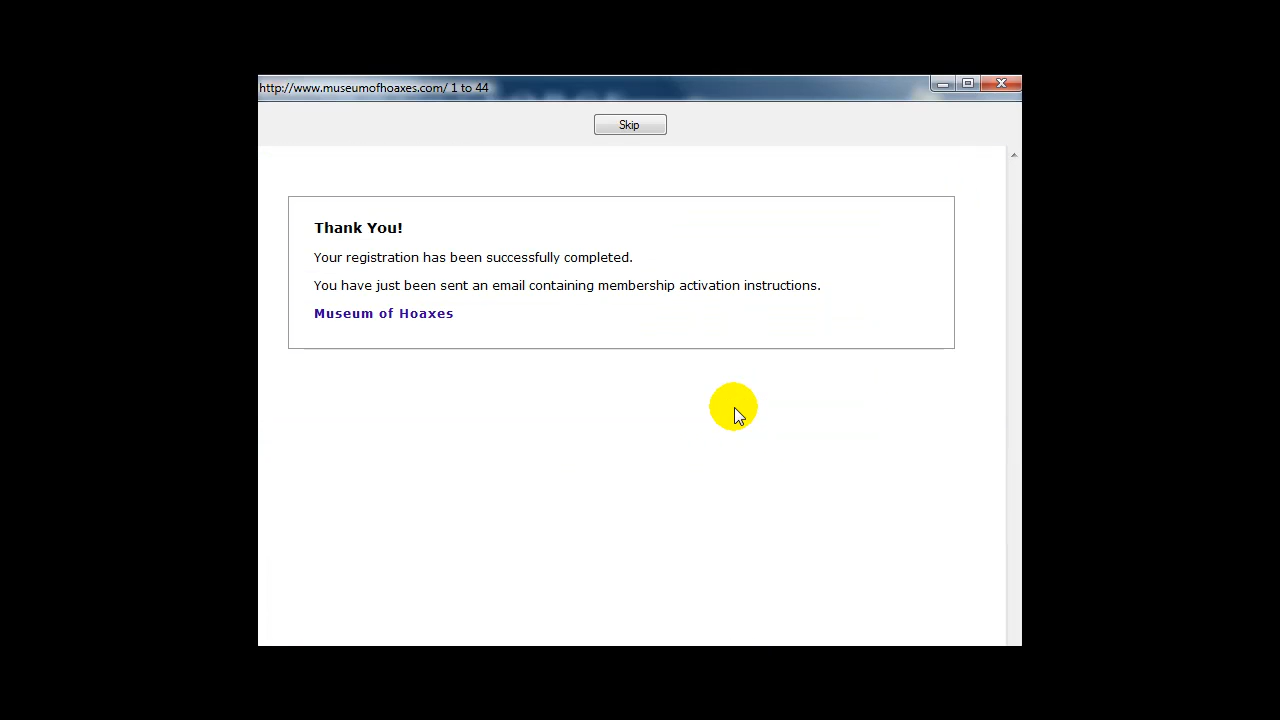 http://www.museumofhoaxes.com/ 1 to 44
Skip
Thank You!
Your registration has been successfully completed.
You have just been sent an email containing membership activation instructions.
Museum of Hoaxes